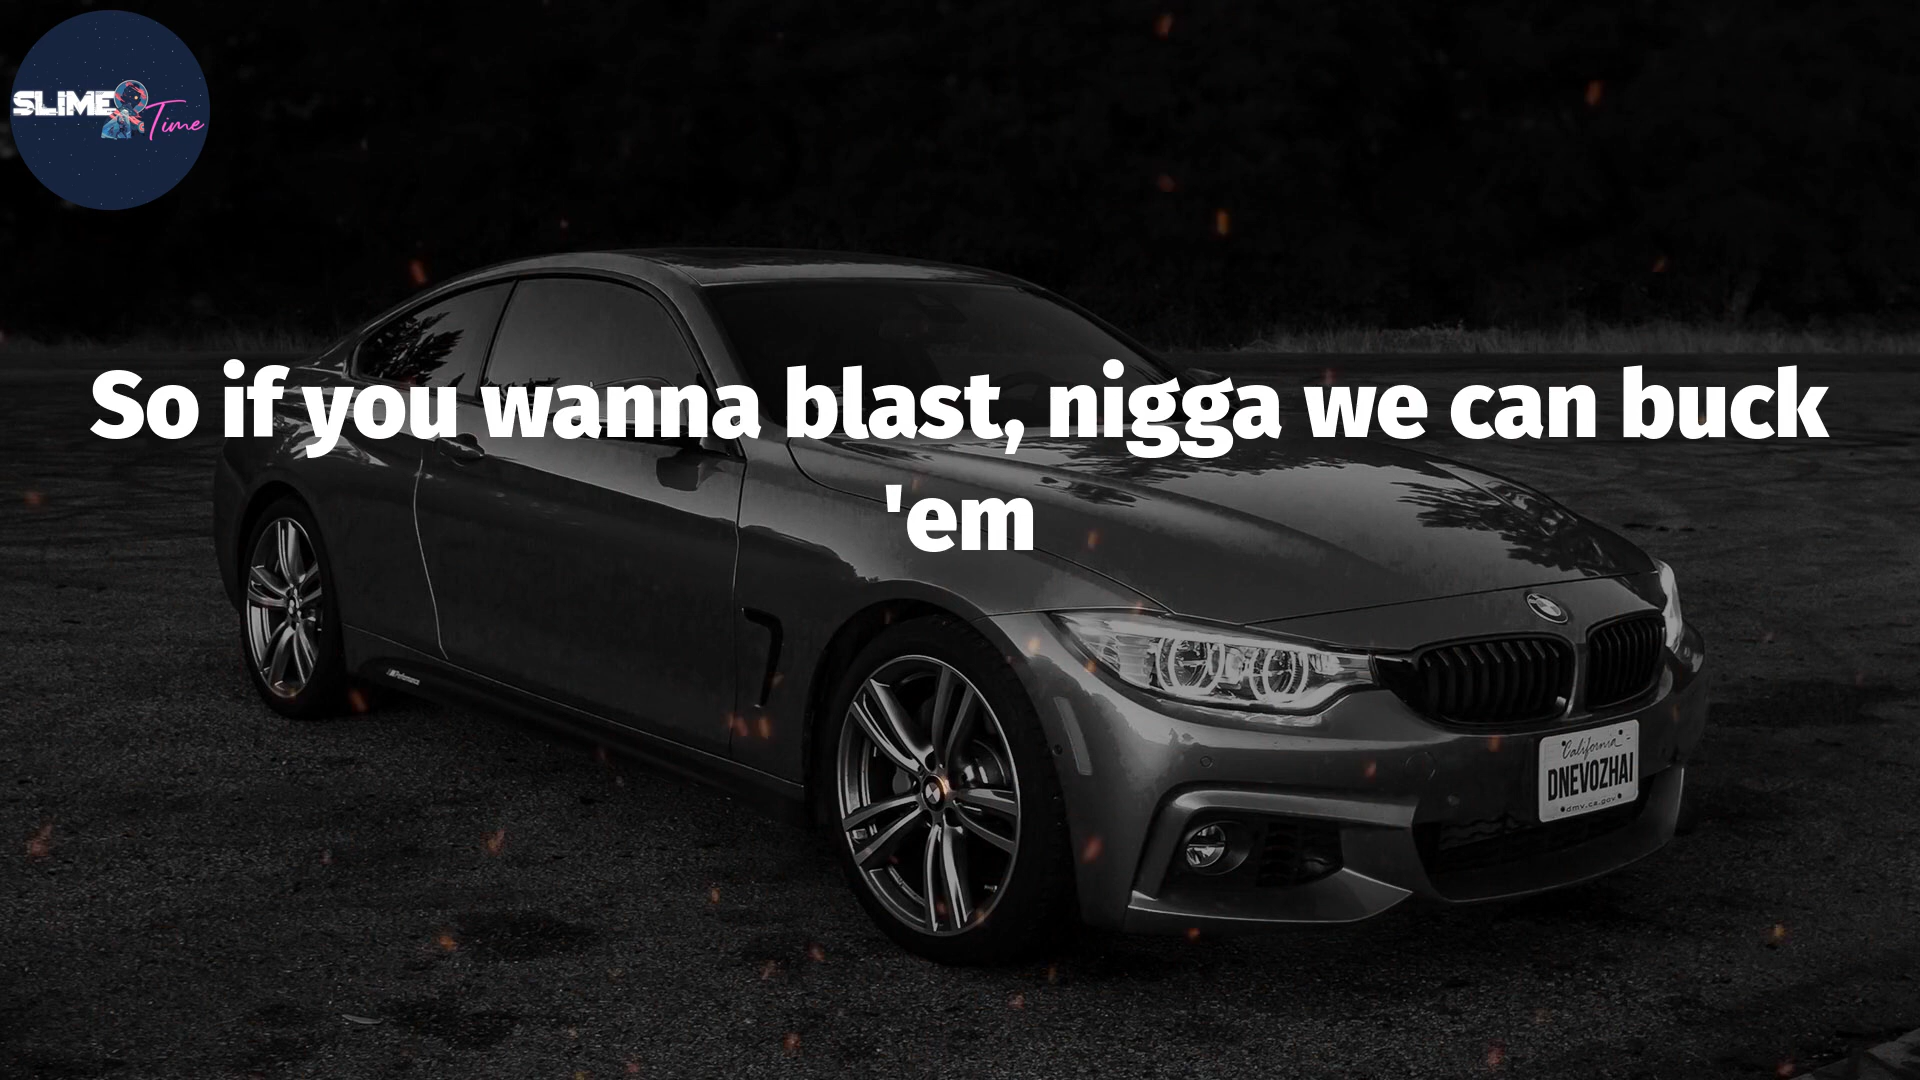 SLIME Time
So if you wanna blast, nigga we can buck
'em
California
DNEVOZHAI
dmv.ca.gov